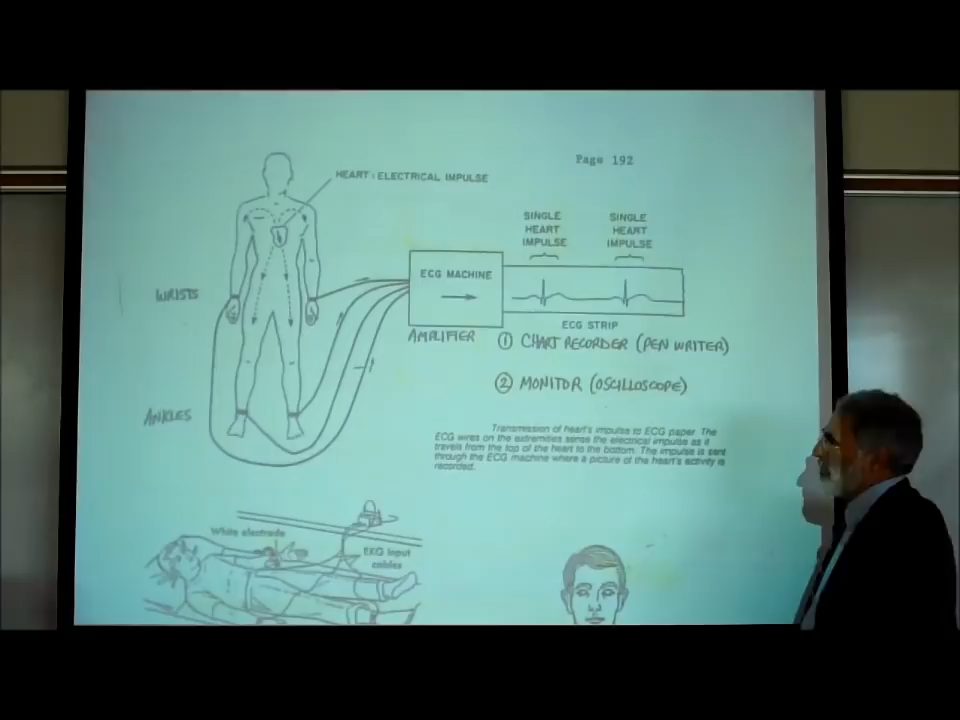 Page 192
HEART : ELECTRICAL IMPULSE
SINGLE HEART IMPULSE
SINGLE HEART IMPULSE
ECG MACHINE
WRISTS
ECG STRIP
AMPLIFIER
① CHART RECORDER (PEN WRITER)
② MONITOR (OSCILLOSCOPE)
ANKLES
Transmission of heart's impulse to ECG paper. The
ECG wires on the extremities sense the electrical impulse as it
travels from the top of the heart to the bottom. The impulse is sent
through the ECG machine where a picture of the heart's activity is
recorded.
White electrode
EKG input
cables